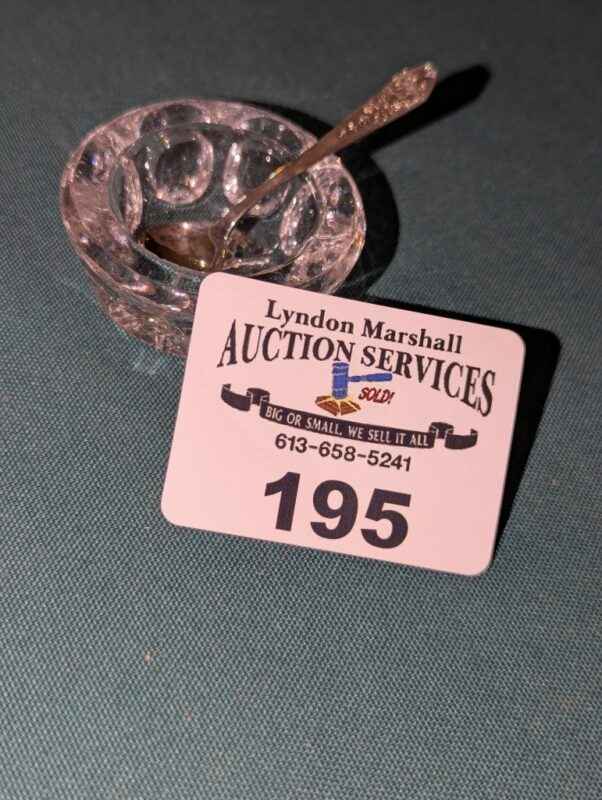 Lyndon Marshall
AUCTION SERVICES
SOLD!
BIG OR SMALL, WE SELL IT ALL
613-658-5241
195